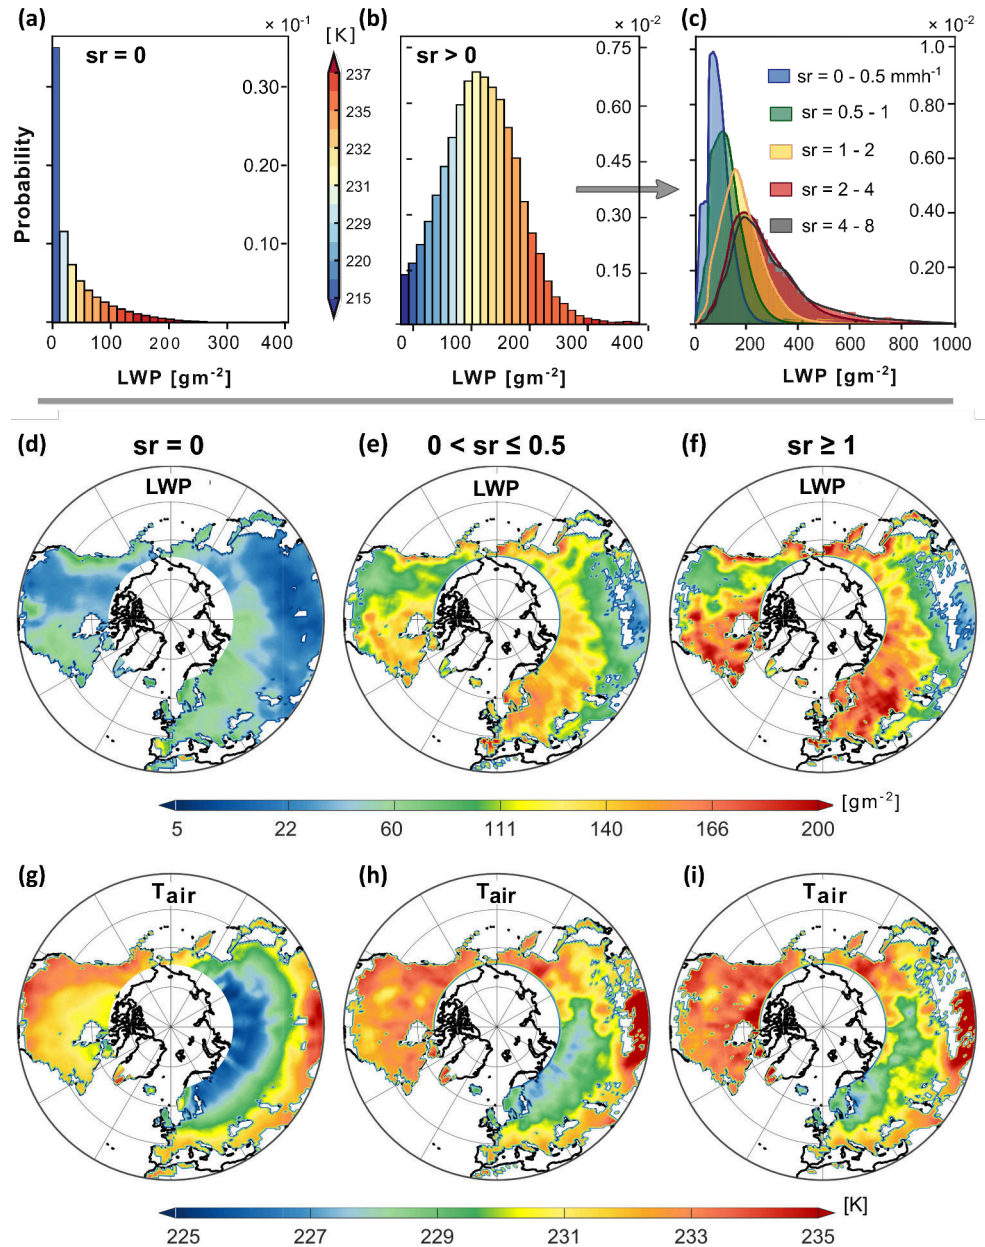 (a)
× 10⁻¹
sr = 0
0.30
0.20
0.10
Probability
0
100
200
300
400
LWP [gm⁻²]
[K]
237
235
232
231
229
217
215
(b)
× 10⁻²
sr > 0
0.75
0.60
0.45
0.30
0.15
0
100
200
300
400
LWP [gm⁻²]
(c)
× 10⁻²
1.0
0.80
0.60
0.40
0.20
sr = 0 - 0.5 mmh⁻¹
sr = 0.5 - 1
sr = 1 - 2
sr = 2 - 4
sr = 4 - 8
0
200
400
600
800
1000
LWP [gm⁻²]
(d)
sr = 0
LWP
(e)
0 < sr ≤ 0.5
LWP
(f)
sr ≥ 1
LWP
5
22
60
111
140
166
200
[gm⁻²]
(g)
Tair
(h)
Tair
(i)
Tair
225
227
229
231
233
235
[K]